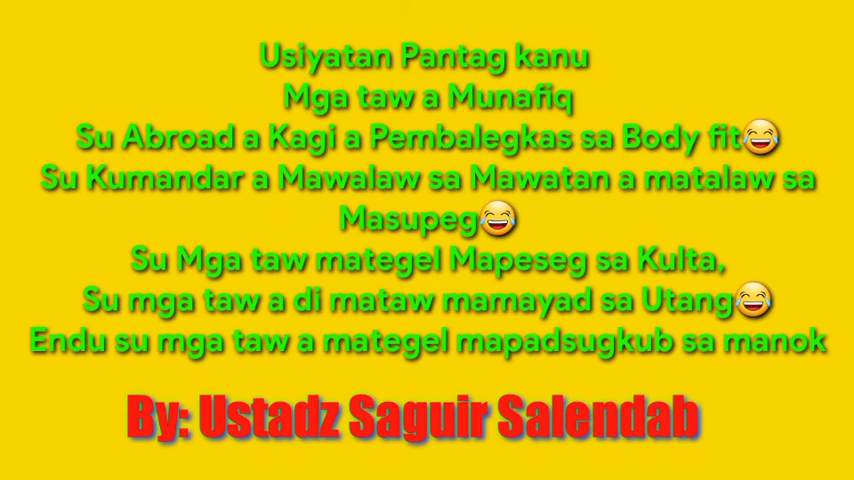 Usiyatan Pantag kanu
Mga taw a Munafiq
Su Abroad a Kagi a Pembalegkas sa Body fit😂
Su Kumandar a Mawalaw sa Mawatan a matalaw sa
Masupeg😂
Su Mga taw mategel Mapeseg sa Kulta,
Su mga taw a di mataw mamayad sa Utang😂
Endu su mga taw a mategel mapadsugkub sa manok
By: Ustadz Saguir Salendab